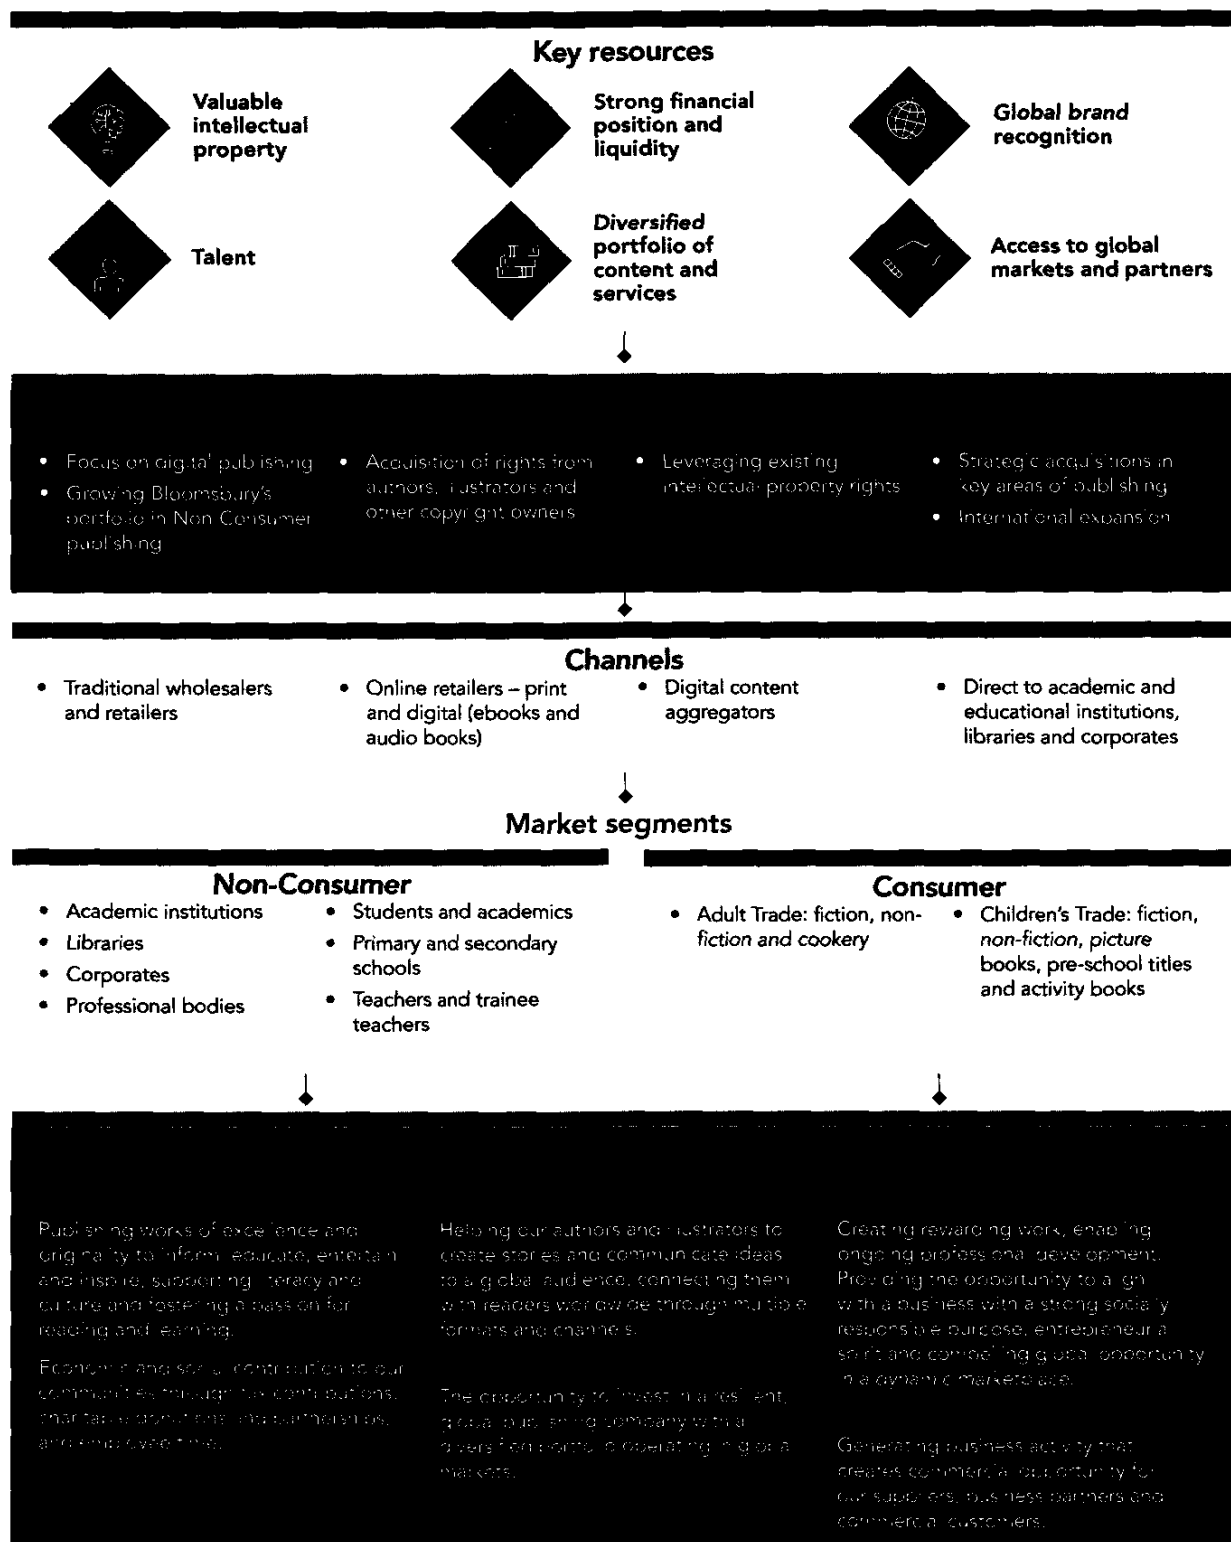 Key resources
Valuable
intellectual
property
Strong financial
position and
liquidity
Global brand
recognition
Talent
Diversified
portfolio of
content and
services
Access to global
markets and partners
• Focus on digital publishing
• Growing Bloomsbury's
portfolio in Non Consumer
publishing
• Acquisition of rights from
authors, illustrators and
other copyright owners
• Leveraging existing
intellectual property rights
• Strategic acquisitions in
key areas of publishing
• International expansion
Channels
• Traditional wholesalers
and retailers
• Online retailers – print
and digital (ebooks and
audio books)
• Digital content
aggregators
• Direct to academic and
educational institutions,
libraries and corporates
Market segments
Non-Consumer
• Academic institutions
• Libraries
• Corporates
• Professional bodies
• Students and academics
• Primary and secondary
schools
• Teachers and trainee
teachers
Consumer
• Adult Trade: fiction, non-
fiction and cookery
• Children's Trade: fiction,
non-fiction, picture
books, pre-school titles
and activity books
Publishing works of excellence and
originality to inform, educate, entertain
and inspire, supporting literacy and
culture and fostering a passion for
reading and learning.
Economic and social contribution to our
communities through tax contributions,
charitable donations and partnerships,
and employee time.
Helping our authors and illustrators to
create stories and communicate ideas
to a global audience, connecting them
with readers worldwide through multiple
formats and channels.
The opportunity to invest in a resilient,
global publishing company with a
diversified portfolio operating in global
markets.
Creating rewarding work, enabling
ongoing professional development.
Providing the opportunity to align
with a business with a strong socially
responsible purpose, entrepreneurial
spirit and compelling global opportunity
in a dynamic marketplace.
Generating business activity that
creates commercial opportunity for
our suppliers, business partners and
commercial customers.